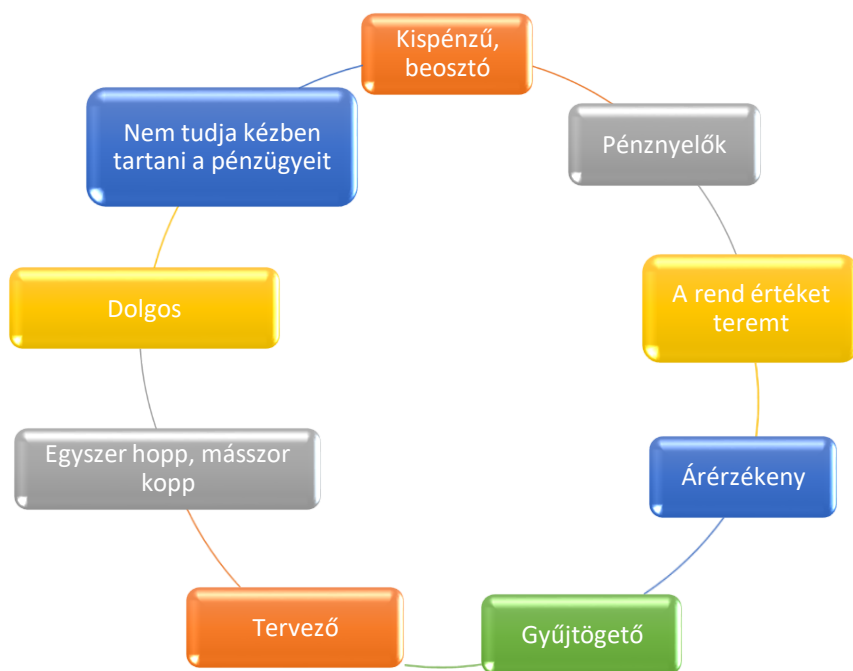 Kispénzű,
beosztó
Pénznyelők
A rend értéket
teremt
Árérzékeny
Gyűjtögető
Tervező
Egyszer hopp, másszor
kopp
Dolgos
Nem tudja kézben
tartani a pénzügyeit